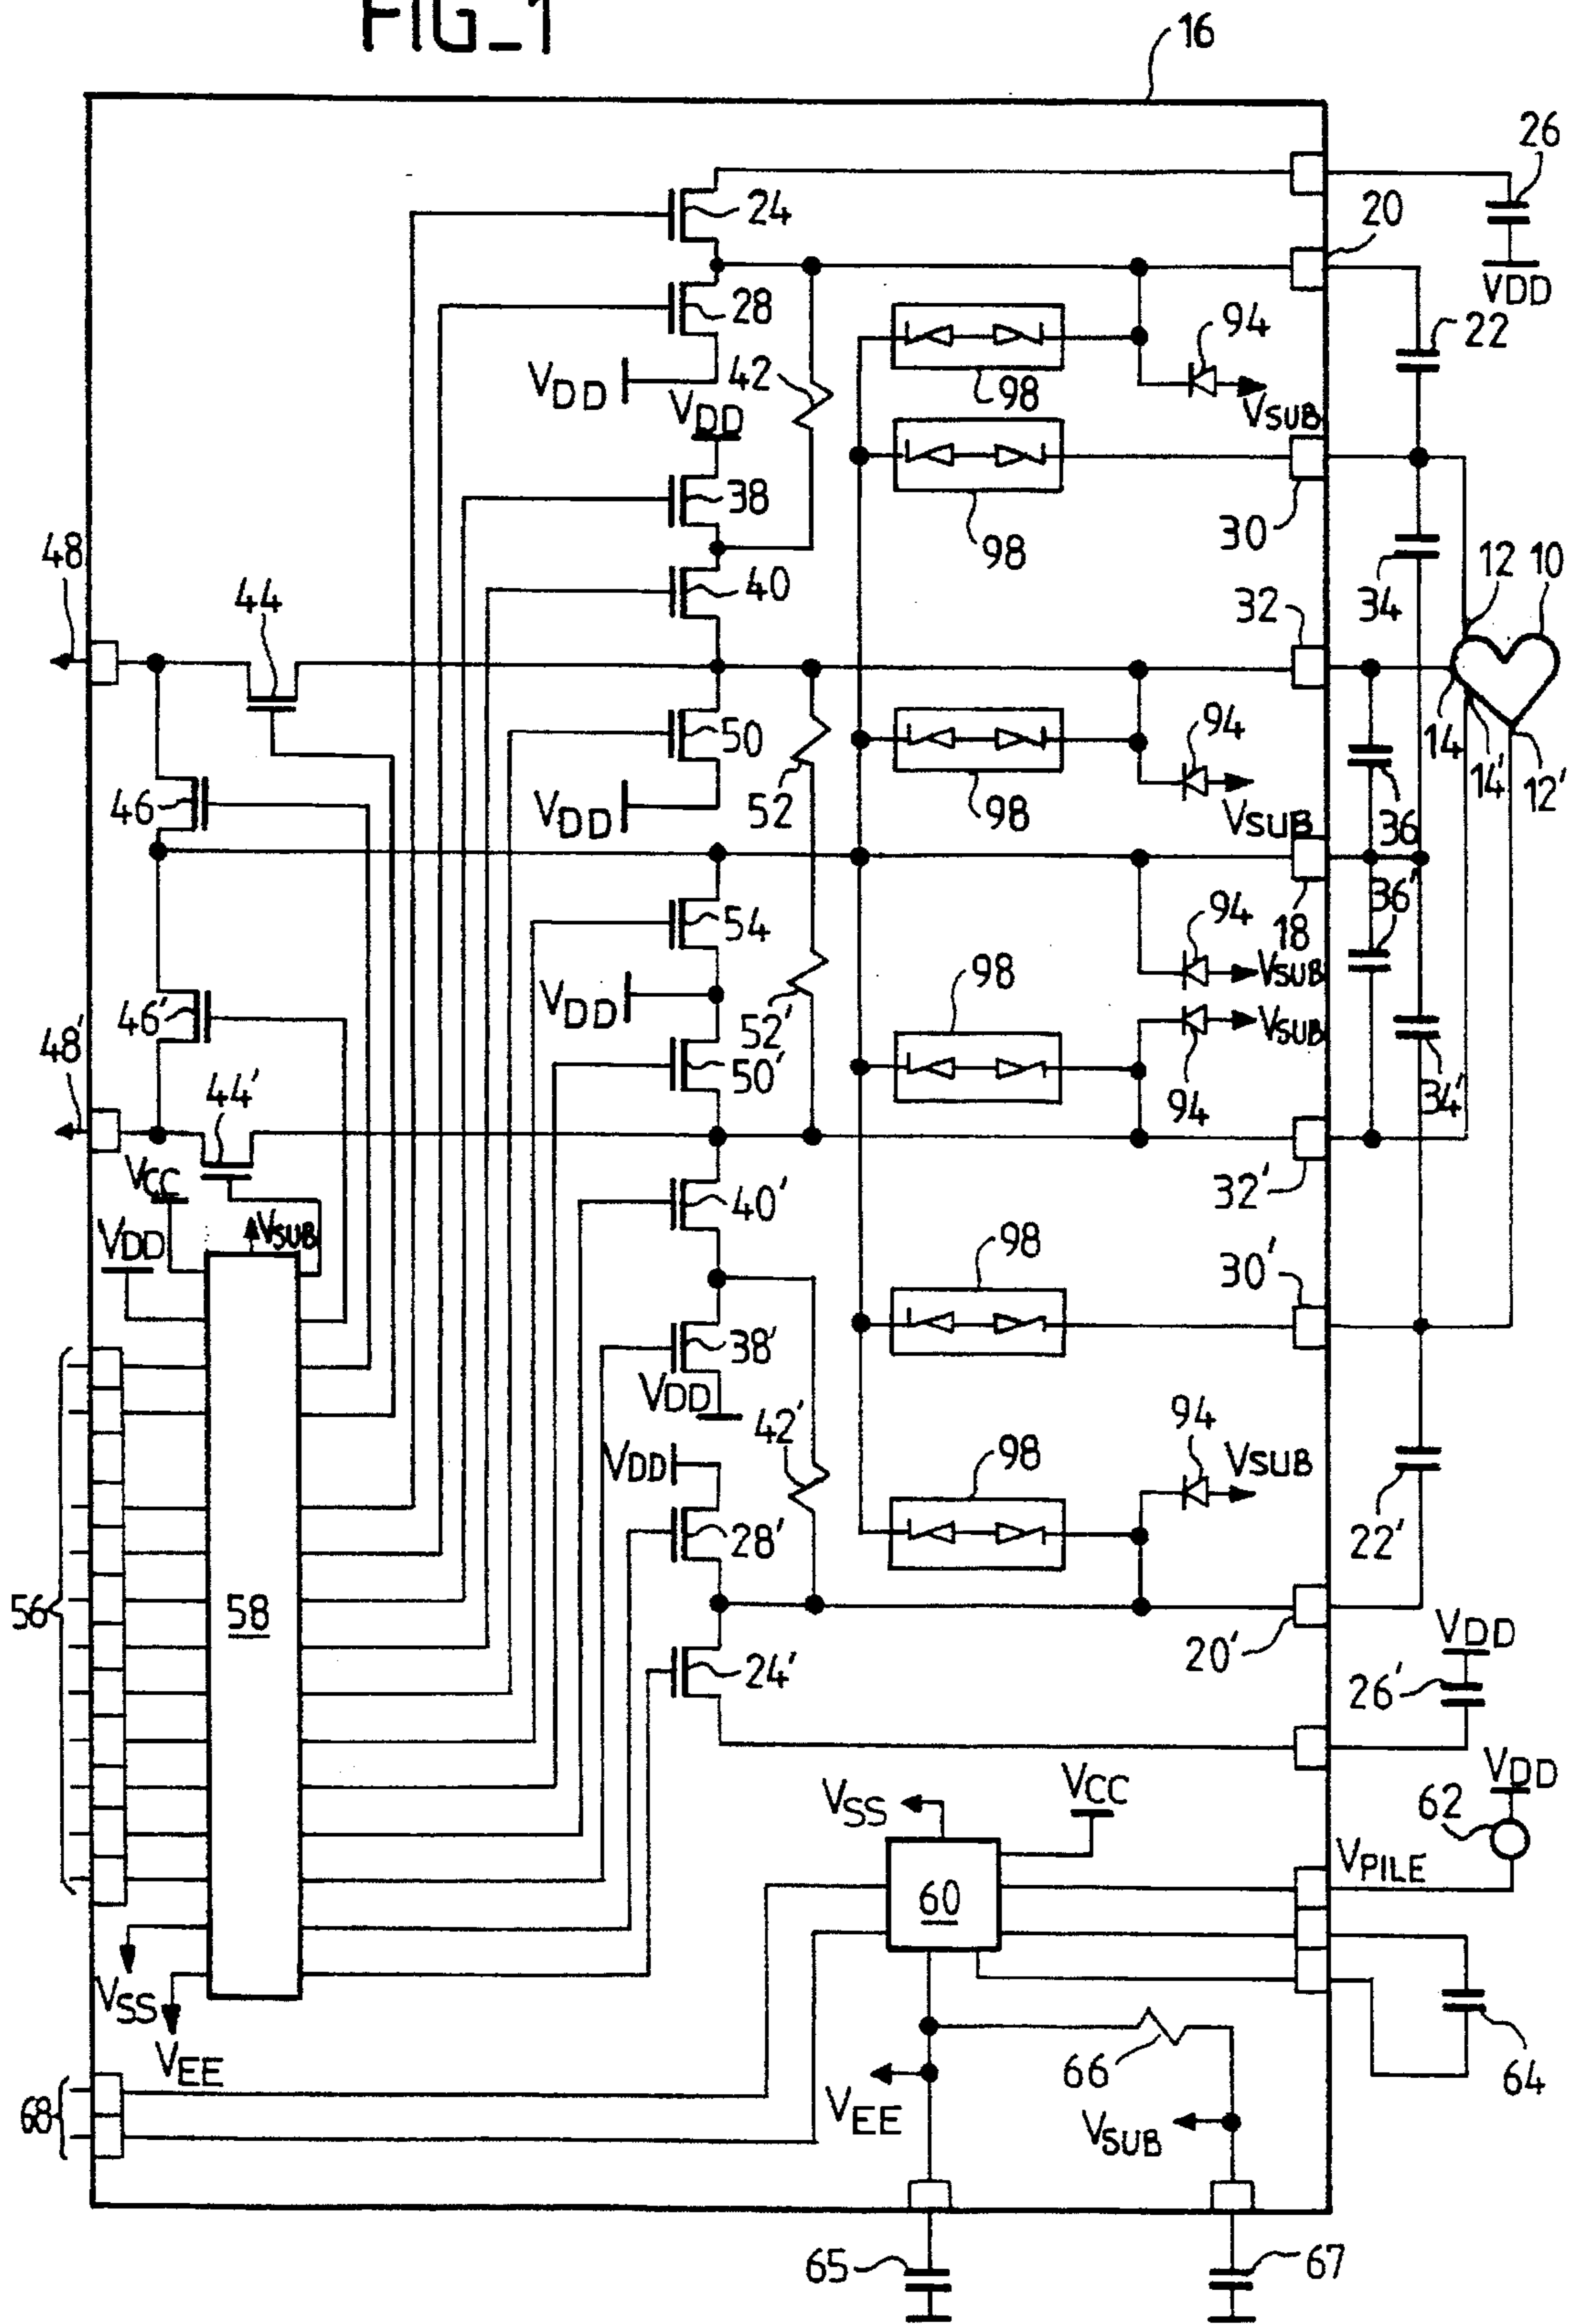 FIG_1
16
26
24
20
28
VDD
22
94
42
98
VDD
VDD
VSUB
38
98
30
48
44
40
32
34
12
10
50
94
46
52
98
14
14'
12'
VDD
VSUB
36
36'
54
94
18
98
VSUB
VDD
46'
52'
VSUB
48'
50'
44'
94
34'
VCC
40'
32'
VSUB
VDD
98
30'
38'
VDD
42'
94
98
VSUB
VDD
28'
22'
56
58
VDD
20'
24'
26'
VCC
VDD
VSS
62
VPILE
60
VSS
VEE
66
64
68
VEE
VSUB
65
67